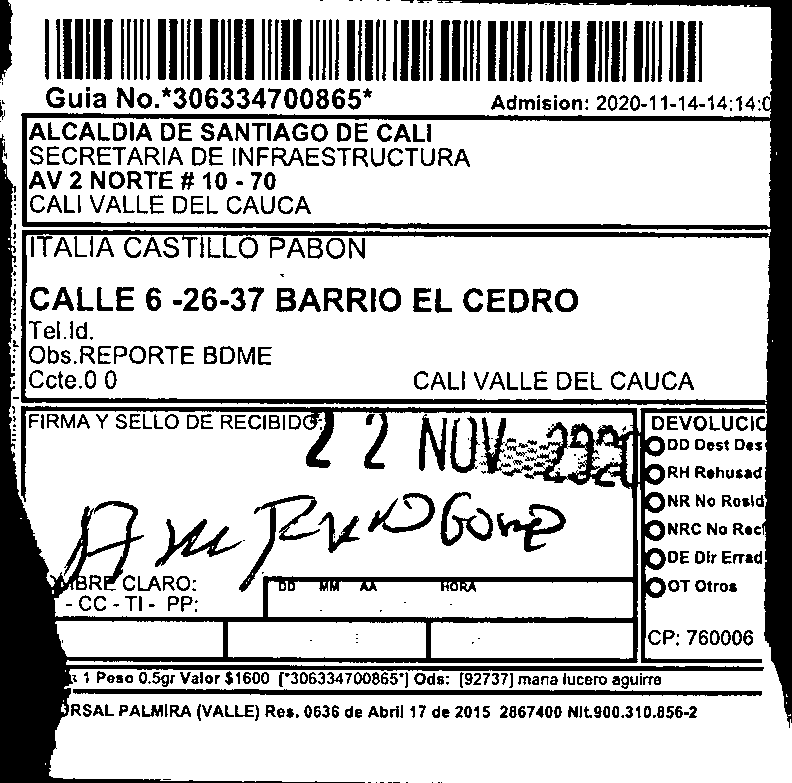 Guia No.*306334700865*
Admision: 2020-11-14-14:14:0
ALCALDIA DE SANTIAGO DE CALI
SECRETARIA DE INFRAESTRUCTURA
AV 2 NORTE # 10 - 70
CALI VALLE DEL CAUCA
ITALIA CASTILLO PABON
CALLE 6 -26-37 BARRIO EL CEDRO
Tel.Id.
Obs.REPORTE BDME
Ccte.0 0
CALI VALLE DEL CAUCA
FIRMA Y SELLO DE RECIBIDO:
22 NOV 2020
DEVOLUCIO
DD Dest Des
RH Rehusad
NR No Resid
NRC No Rec
DE Dir Errad
OT Otros
MBRE CLARO:
- CC - TI - PP:
DD MM AA HORA
CP: 760006
: 1 Peso 0.5gr Valor $1600 [*306334700865*] Ods: [92737] maria lucero aguirre
URSAL PALMIRA (VALLE) Res. 0636 de Abril 17 de 2015 2867400 Nit.900.310.856-2